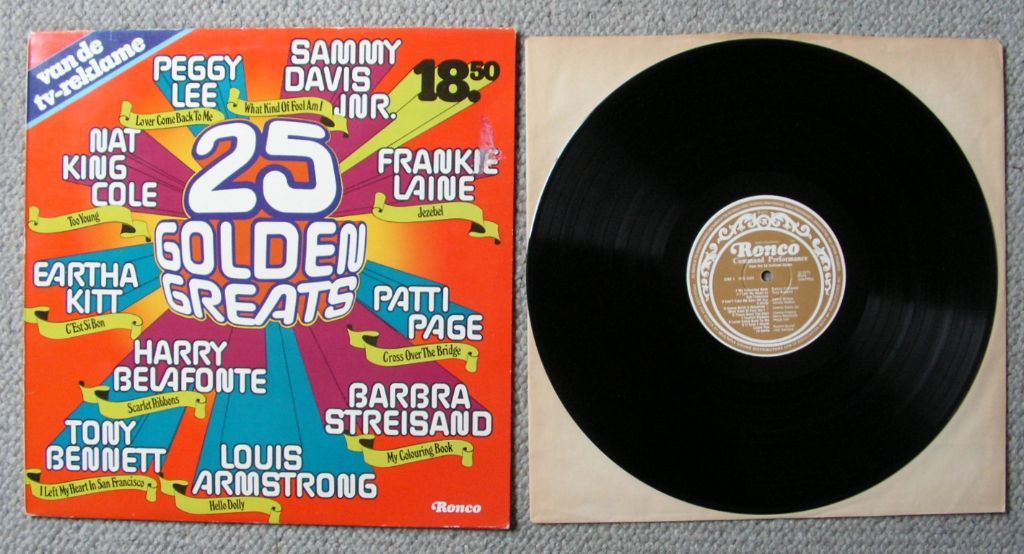 van de
tv-reklame
PEGGY
LEE
Lover Come Back To Me
SAMMY
DAVIS
JNR.
What Kind Of Fool Am I
18.50
NAT
KING
COLE
Too Young
25
GOLDEN
GREATS
FRANKIE
LAINE
Jezebel
EARTHA
KITT
C'Est Si Bon
PATTI
PAGE
Cross Over The Bridge
HARRY
BELAFONTE
Scarlet Ribbons
BARBRA
STREISAND
My Colouring Book
TONY
BENNETT
I Left My Heart In San Francisco
LOUIS
ARMSTRONG
Hello Dolly
Ronco
Ronco
Command Performance